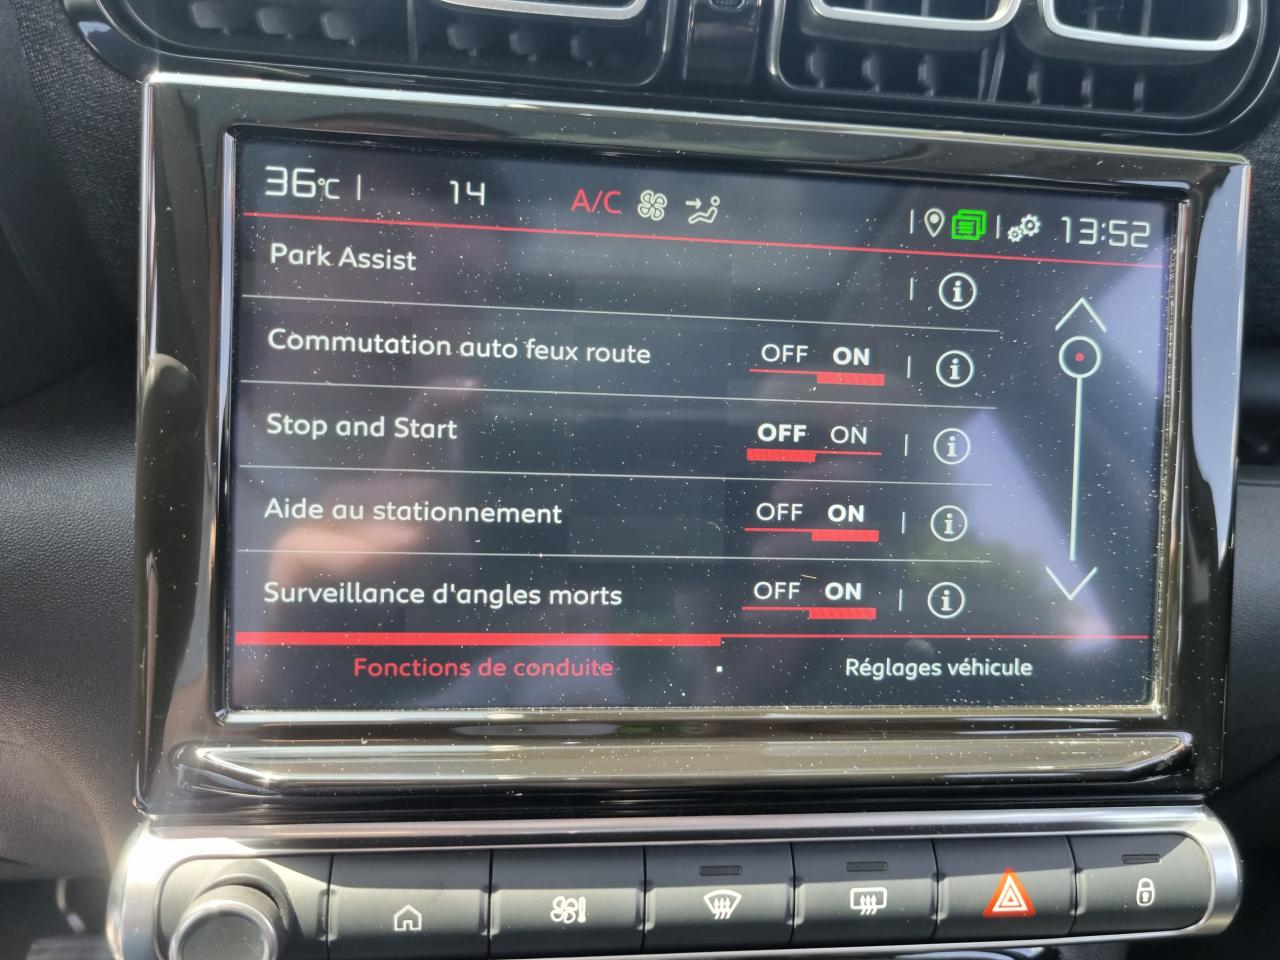 36°C 14 A/C 13:52
Park Assist
Commutation auto feux route OFF ON
Stop and Start OFF ON
Aide au stationnement OFF ON
Surveillance d'angles morts OFF ON
Fonctions de conduite Réglages véhicule